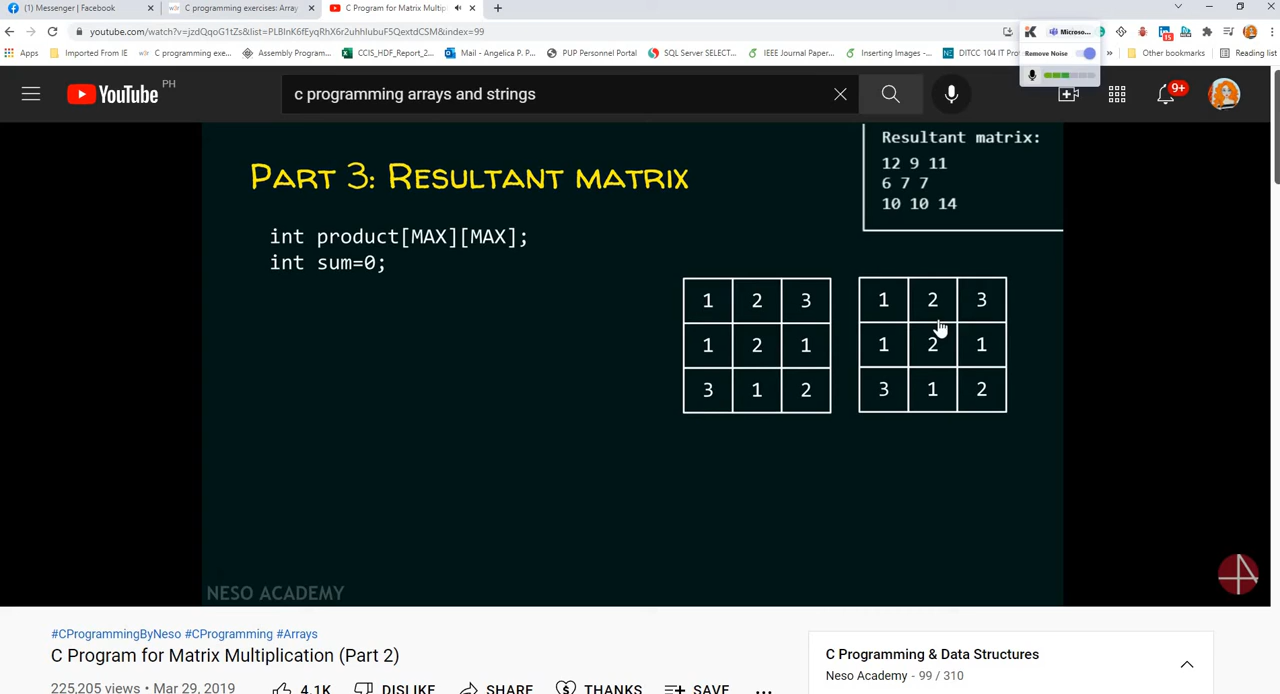 (1) Messenger | Facebook
C programming exercises: Array
C Program for Matrix Multip
youtube.com/watch?v=jzdQqoG1tZs&list=PLBlnK6fEyqRhX6r2uhhlubuF5QextdCSM&index=99
Apps
Imported From IE
C programming exe...
Assembly Program...
CCIS_HDF_Report_2...
Mail - Angelica P. P...
PUP Personnel Portal
SQL Server SELECT...
IEEE Journal Paper...
Inserting Images -...
DITCC 104 IT Pr
Other bookmarks
Reading list
Microso...
Remove Noise
15
YouTube PH
c programming arrays and strings
9+
Resultant matrix:
12 9 11
6 7 7
10 10 14
PART 3: RESULTANT MATRIX
int product[MAX][MAX];
int sum=0;
1 2 3 1 2 3
1 2 1 1 2 1
3 1 2 3 1 2
NESO ACADEMY
#CProgrammingByNeso #CProgramming #Arrays
C Program for Matrix Multiplication (Part 2)
225,205 views • Mar 29, 2019
4.1K
DISLIKE
SHARE
THANKS
SAVE
C Programming & Data Structures
Neso Academy - 99 / 310